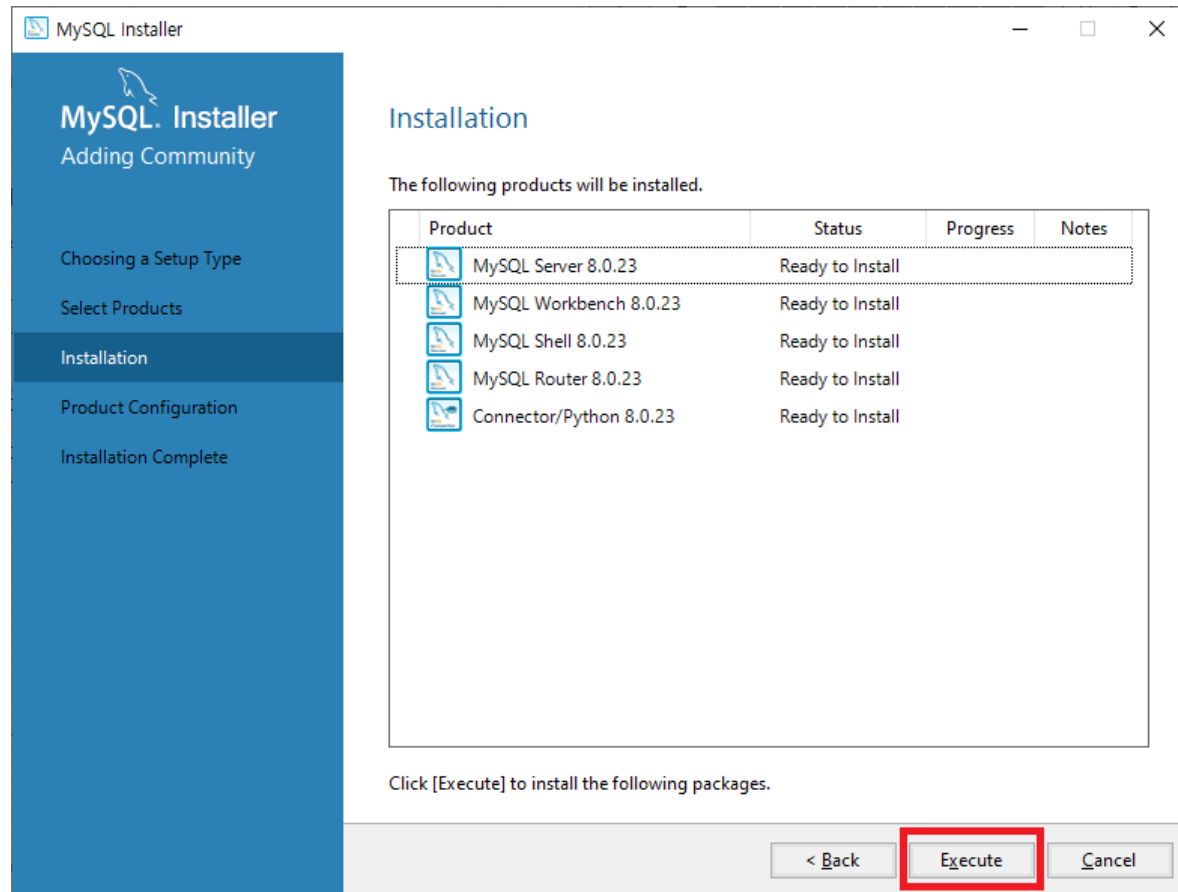 MySQL Installer
MySQL. Installer
Adding Community
Choosing a Setup Type
Select Products
Installation
Product Configuration
Installation Complete
Installation
The following products will be installed.
Product Status Progress Notes
MySQL Server 8.0.23 Ready to Install
MySQL Workbench 8.0.23 Ready to Install
MySQL Shell 8.0.23 Ready to Install
MySQL Router 8.0.23 Ready to Install
Connector/Python 8.0.23 Ready to Install
Click [Execute] to install the following packages.
< Back Execute Cancel